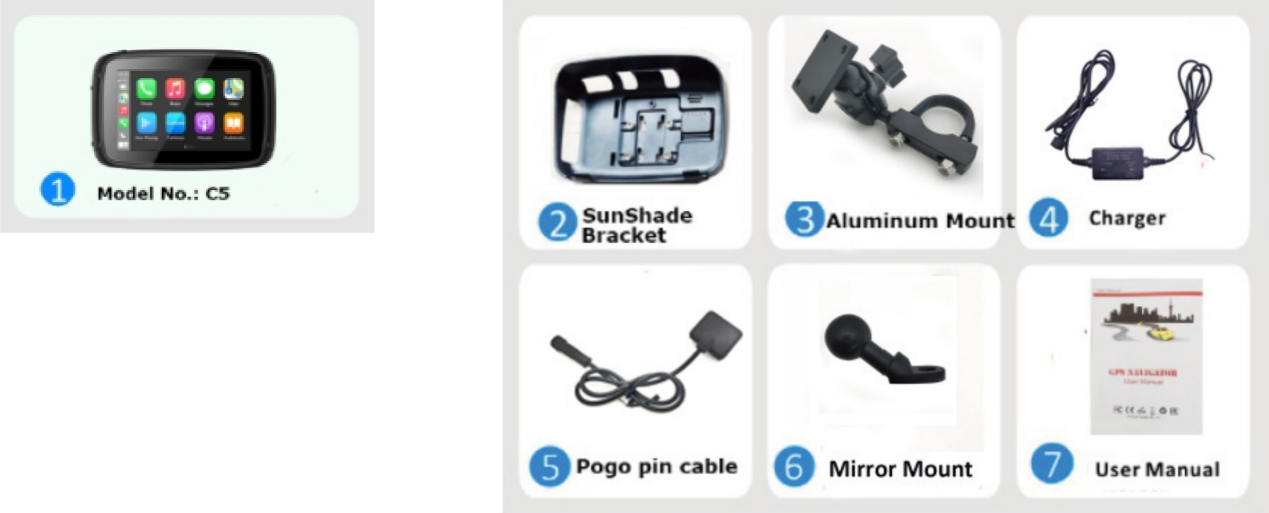 1
Model No.: C5
2
SunShade
Bracket
3
Aluminum Mount
4
Charger
5
Pogo pin cable
6
Mirror Mount
7
User Manual
GPS NAVIGATOR
User Manual